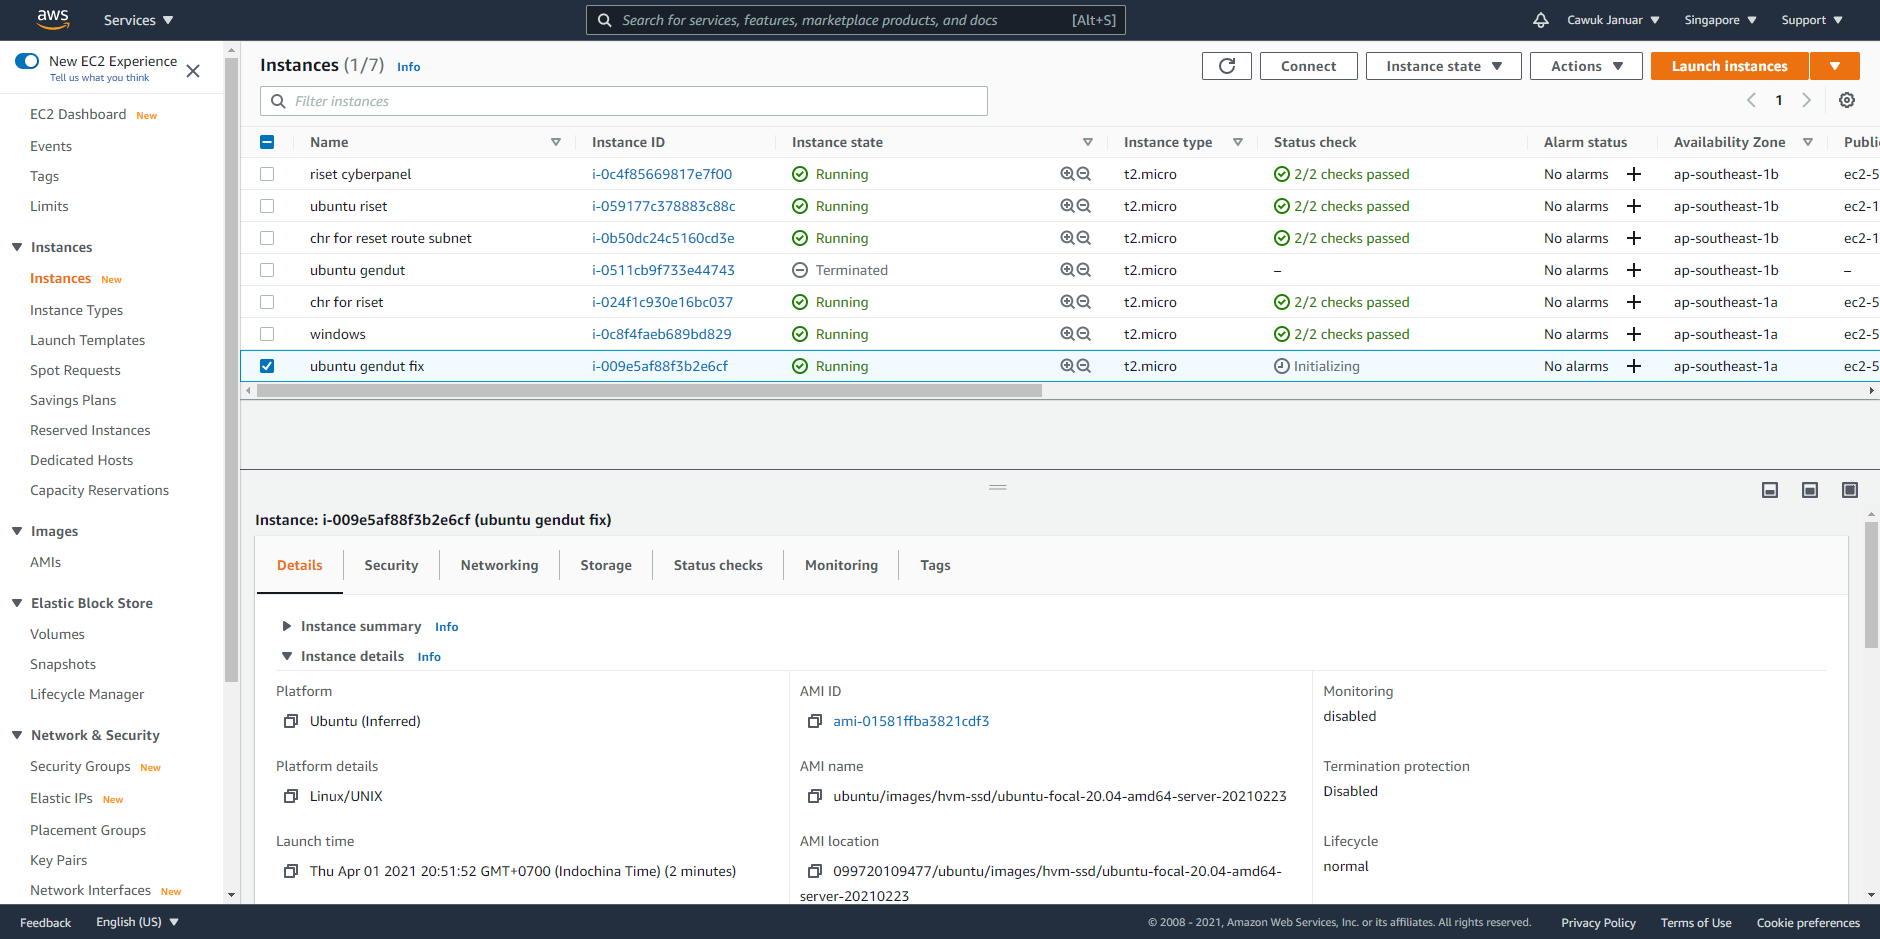 aws Services Search for services, features, marketplace products, and docs [Alt+S] Cawuk Januar Singapore Support
New EC2 Experience
Tell us what you think
EC2 Dashboard New
Events
Tags
Limits
Instances
Instances New
Instance Types
Launch Templates
Spot Requests
Savings Plans
Reserved Instances
Dedicated Hosts
Capacity Reservations
Images
AMIs
Elastic Block Store
Volumes
Snapshots
Lifecycle Manager
Network & Security
Security Groups New
Elastic IPs New
Placement Groups
Key Pairs
Network Interfaces New
Instances (1/7) Info Connect Instance state Actions Launch instances
Filter instances 1
Name Instance ID Instance state Instance type Status check Alarm status Availability Zone Publi
riset cyberpanel i-0c4f85669817e7f00 Running t2.micro 2/2 checks passed No alarms + ap-southeast-1b ec2-5
ubuntu riset i-059177c378883c88c Running t2.micro 2/2 checks passed No alarms + ap-southeast-1b ec2-1
chr for reset route subnet i-0b50dc24c5160cd3e Running t2.micro 2/2 checks passed No alarms + ap-southeast-1b ec2-1
ubuntu gendut i-0511cb9f733e44743 Terminated t2.micro – No alarms + ap-southeast-1b –
chr for riset i-024f1c930e16bc037 Running t2.micro 2/2 checks passed No alarms + ap-southeast-1a ec2-5
windows i-0c8f4faeb689bd829 Running t2.micro 2/2 checks passed No alarms + ap-southeast-1a ec2-5
ubuntu gendut fix i-009e5af88f3b2e6cf Running t2.micro Initializing No alarms + ap-southeast-1a ec2-5
Instance: i-009e5af88f3b2e6cf (ubuntu gendut fix)
Details Security Networking Storage Status checks Monitoring Tags
Instance summary Info
Instance details Info
Platform
Ubuntu (Inferred)
AMI ID
ami-01581ffba3821cdf3
Monitoring
disabled
Platform details
Linux/UNIX
AMI name
ubuntu/images/hvm-ssd/ubuntu-focal-20.04-amd64-server-20210223
Termination protection
Disabled
Launch time
Thu Apr 01 2021 20:51:52 GMT+0700 (Indochina Time) (2 minutes)
AMI location
099720109477/ubuntu/images/hvm-ssd/ubuntu-focal-20.04-amd64-
server-20210223
Lifecycle
normal
Feedback English (US) © 2008 - 2021, Amazon Web Services, Inc. or its affiliates. All rights reserved. Privacy Policy Terms of Use Cookie preferences